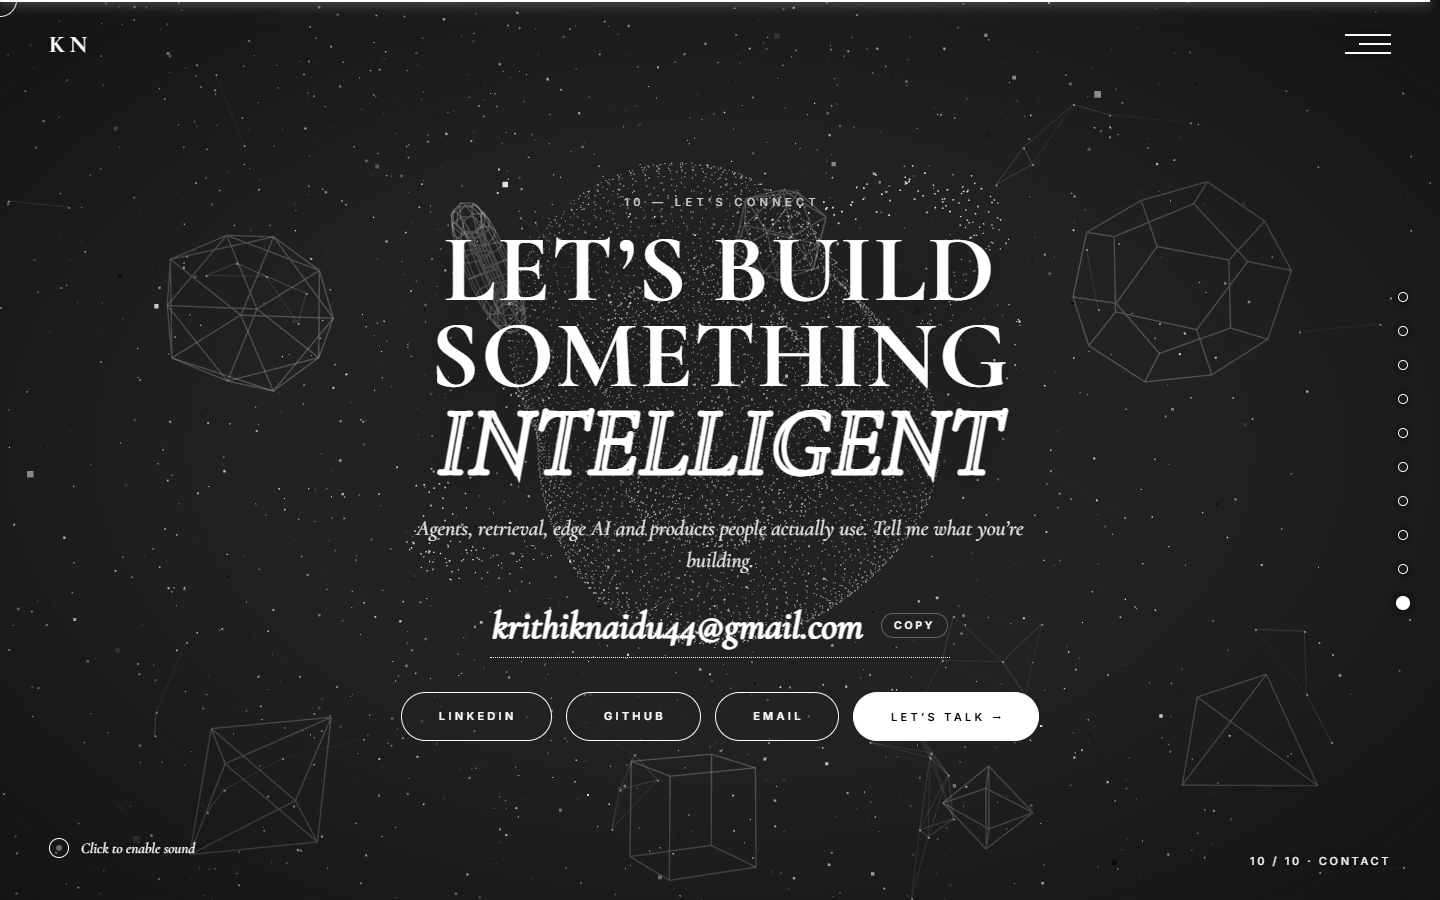 KN
10 — LET’S CONNECT
LET’S BUILD
SOMETHING
INTELLIGENT
Agents, retrieval, edge AI and products people actually use. Tell me what you’re
building.
krithiknaidu44@gmail.com COPY
LINKEDIN GITHUB EMAIL LET’S TALK →
Click to enable sound
10 / 10 · CONTACT